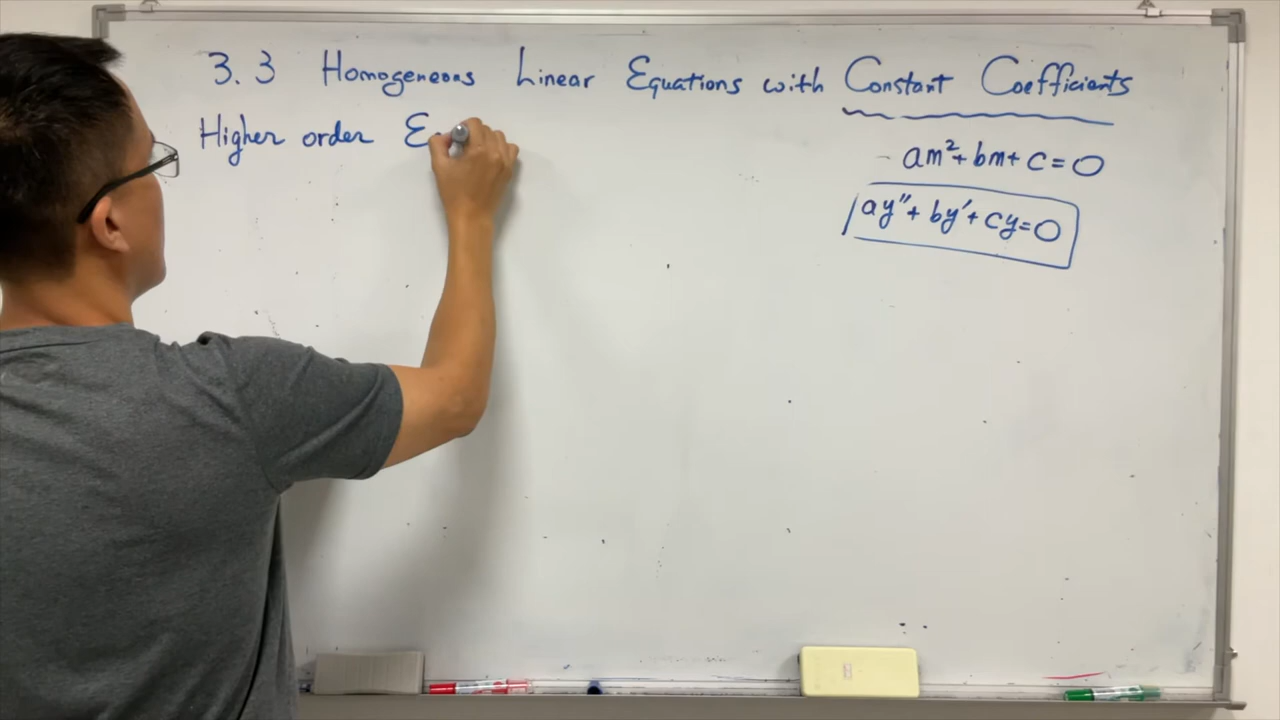 3.3 Homogeneous Linear Equations with Constant Coefficients
Higher order E
am²+bm+c=0
ay''+by'+cy=0